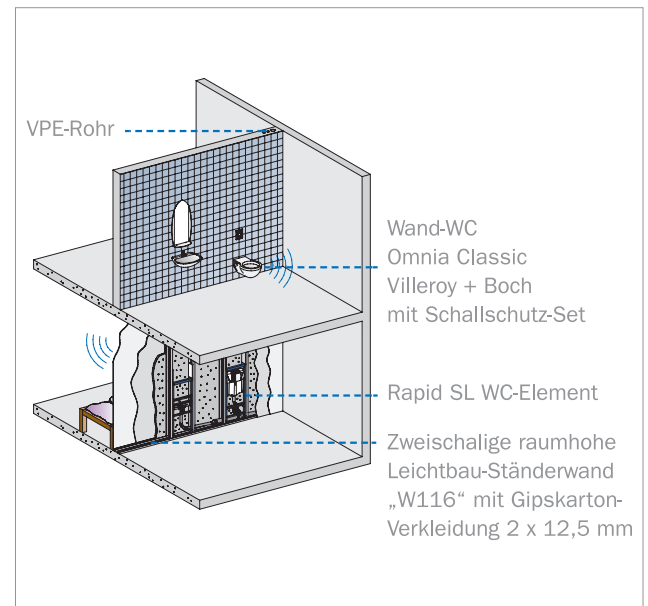 VPE-Rohr
Wand-WC
Omnia Classic
Villeroy + Boch
mit Schallschutz-Set
Rapid SL WC-Element
Zweischalige raumhohe
Leichtbau-Ständerwand
„W116“ mit Gipskarton-
Verkleidung 2 x 12,5 mm